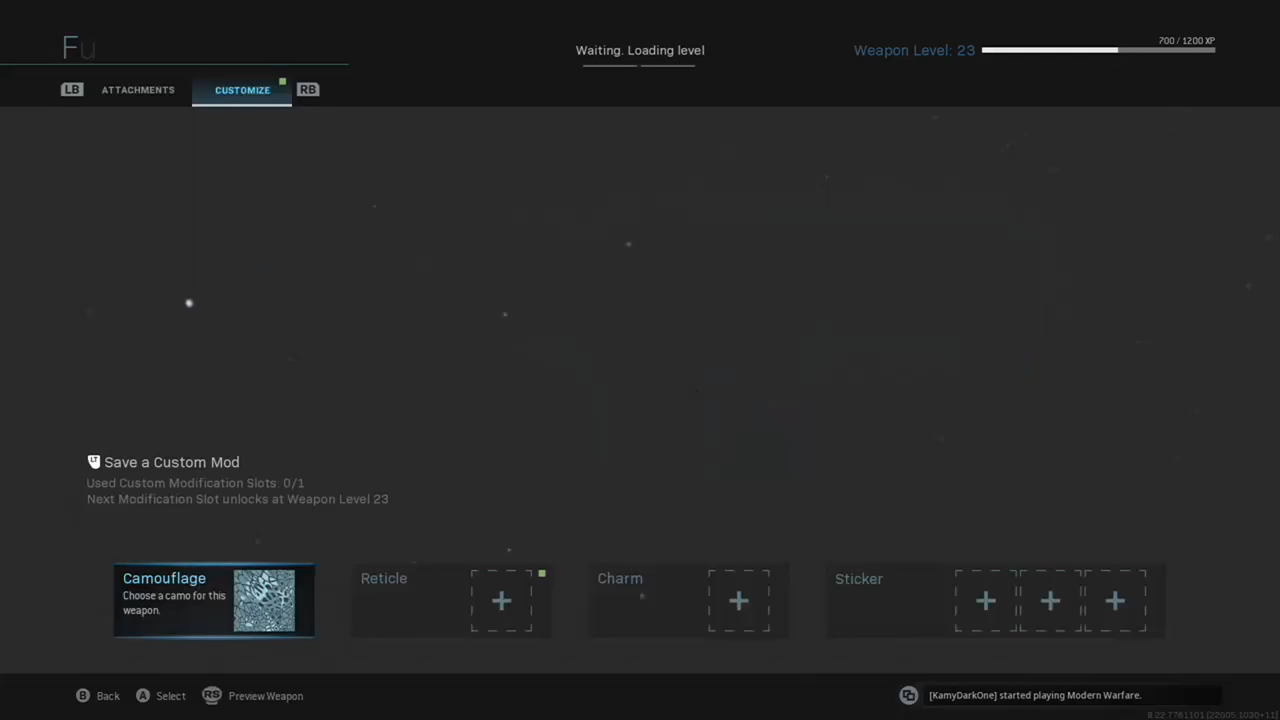 Fu
Waiting. Loading level
Weapon Level: 23
700 / 1200 XP
LB
ATTACHMENTS
CUSTOMIZE
RB
LT
Save a Custom Mod
Used Custom Modification Slots: 0/1
Next Modification Slot unlocks at Weapon Level 23
Camouflage
Choose a camo for this
weapon.
Reticle
Charm
Sticker
B Back
A Select
RS Preview Weapon
[KamyDarkOne] started playing Modern Warfare.